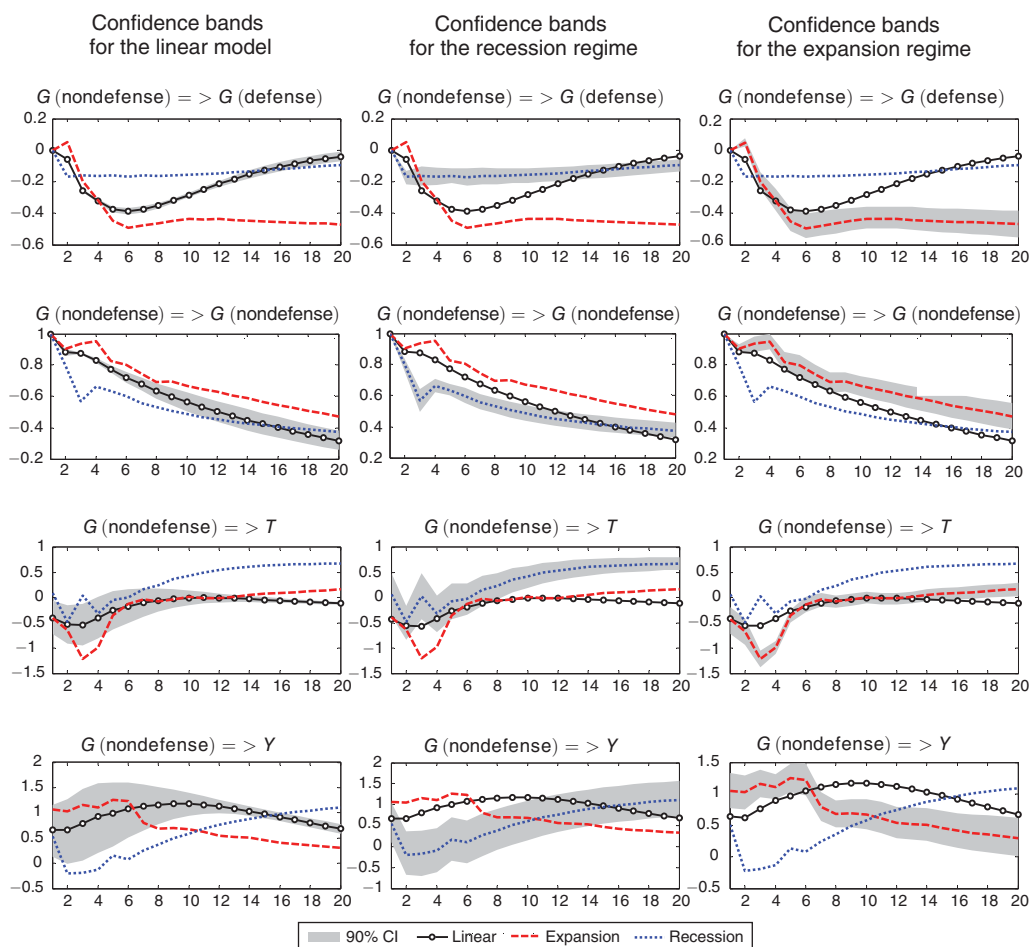 Confidence bands
for the linear model
Confidence bands
for the recession regime
Confidence bands
for the expansion regime
G (nondefense) = > G (defense)
G (nondefense) = > G (defense)
G (nondefense) = > G (defense)
0.2
0
−0.2
−0.4
−0.6
2 4 6 8 10 12 14 16 18 20
0.2
0
−0.2
−0.4
−0.6
2 4 6 8 10 12 14 16 18 20
0.2
0
−0.2
−0.4
−0.6
2 4 6 8 10 12 14 16 18 20
G (nondefense) = > G (nondefense)
G (nondefense) = > G (nondefense)
G (nondefense) = > G (nondefense)
1
0.8
0.6
0.4
0.2
2 4 6 8 10 12 14 16 18 20
1
0.8
0.6
0.4
0.2
2 4 6 8 10 12 14 16 18 20
1
0.8
0.6
0.4
0.2
2 4 6 8 10 12 14 16 18 20
G (nondefense) = > T
G (nondefense) = > T
G (nondefense) = > T
1
0.5
0
−0.5
−1
−1.5
2 4 6 8 10 12 14 16 18 20
1
0.5
0
−0.5
−1
−1.5
2 4 6 8 10 12 14 16 18 20
1
0.5
0
−0.5
−1
−1.5
2 4 6 8 10 12 14 16 18 20
G (nondefense) = > Y
G (nondefense) = > Y
G (nondefense) = > Y
2
1.5
1
0.5
0
−0.5
2 4 6 8 10 12 14 16 18 20
2
1.5
1
0.5
0
−0.5
−1
2 4 6 8 10 12 14 16 18 20
1.5
1
0.5
0
−0.5
2 4 6 8 10 12 14 16 18 20
90% CI Linear Expansion Recession